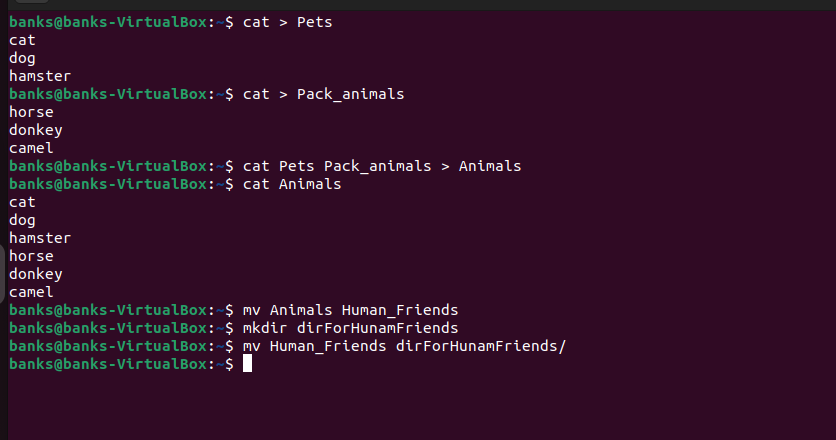 banks@banks-VirtualBox:~$ cat > Pets
cat
dog
hamster
banks@banks-VirtualBox:~$ cat > Pack_animals
horse
donkey
camel
banks@banks-VirtualBox:~$ cat Pets Pack_animals > Animals
banks@banks-VirtualBox:~$ cat Animals
cat
dog
hamster
horse
donkey
camel
banks@banks-VirtualBox:~$ mv Animals Human_Friends
banks@banks-VirtualBox:~$ mkdir dirForHunamFriends
banks@banks-VirtualBox:~$ mv Human_Friends dirForHunamFriends/
banks@banks-VirtualBox:~$